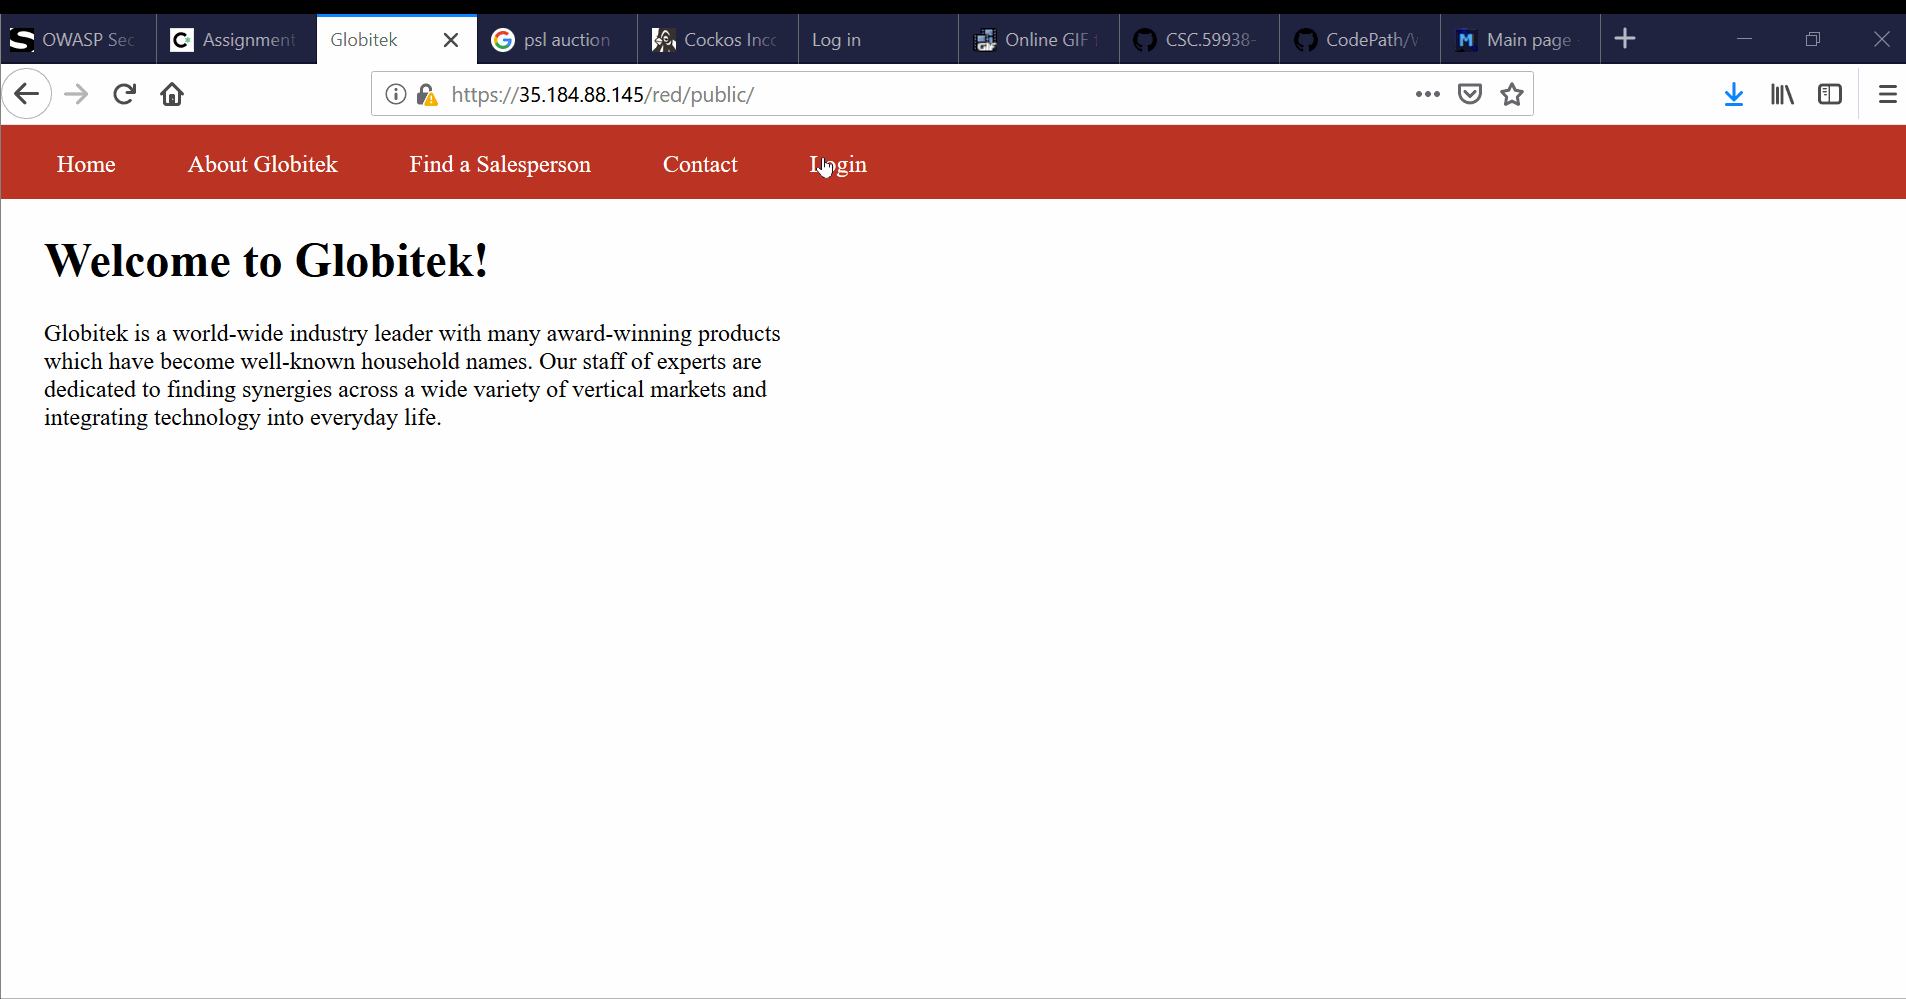 OWASP Sec
Assignment
Globitek
psl auction
Cockos Inc
Log in
Online GIF
CSC.59938-
CodePath/
Main page
https://35.184.88.145/red/public/
Home
About Globitek
Find a Salesperson
Contact
Login
Welcome to Globitek!
Globitek is a world-wide industry leader with many award-winning products
which have become well-known household names. Our staff of experts are
dedicated to finding synergies across a wide variety of vertical markets and
integrating technology into everyday life.